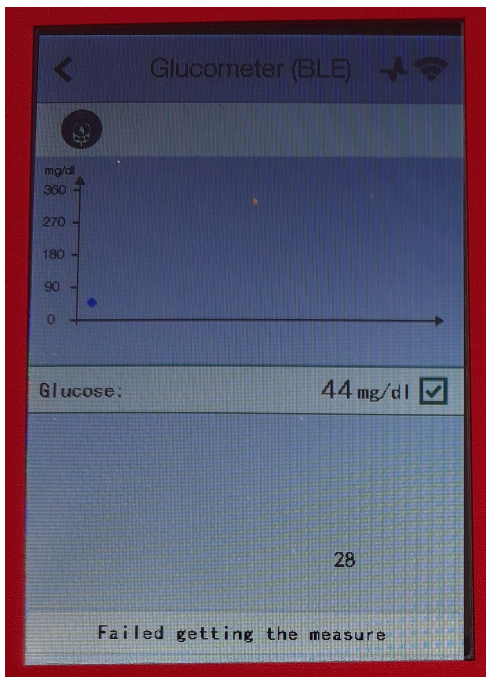 Glucometer (BLE)
mg/dl
360
270
180
90
0
Glucose: 44 mg/dl
28
Failed getting the measure